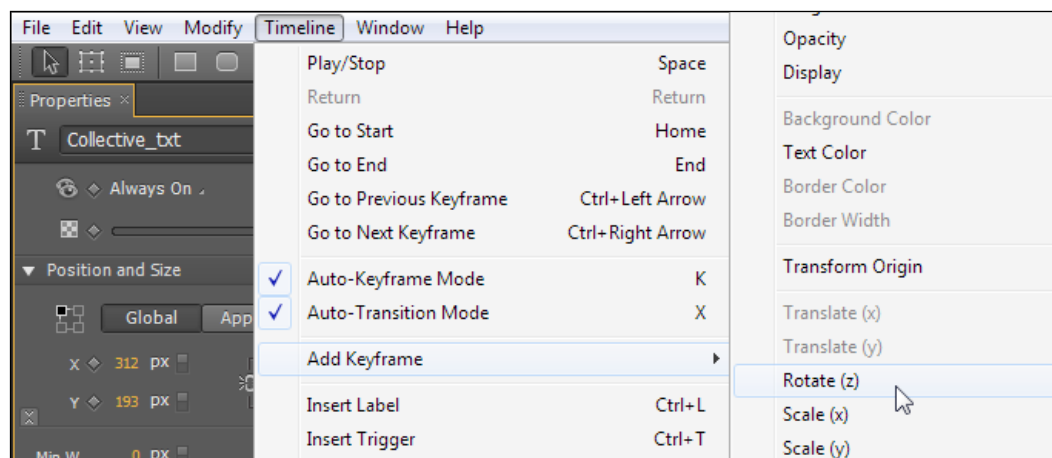 File Edit View Modify Timeline Window Help
Properties ×
T Collective_txt
Always On
Position and Size
Global App
X 312 px
Y 193 px
Min W 0 px
Play/Stop Space
Return Return
Go to Start Home
Go to End End
Go to Previous Keyframe Ctrl+Left Arrow
Go to Next Keyframe Ctrl+Right Arrow
Auto-Keyframe Mode K
Auto-Transition Mode X
Add Keyframe
Insert Label Ctrl+L
Insert Trigger Ctrl+T
Opacity
Display
Background Color
Text Color
Border Color
Border Width
Transform Origin
Translate (x)
Translate (y)
Rotate (z)
Scale (x)
Scale (y)